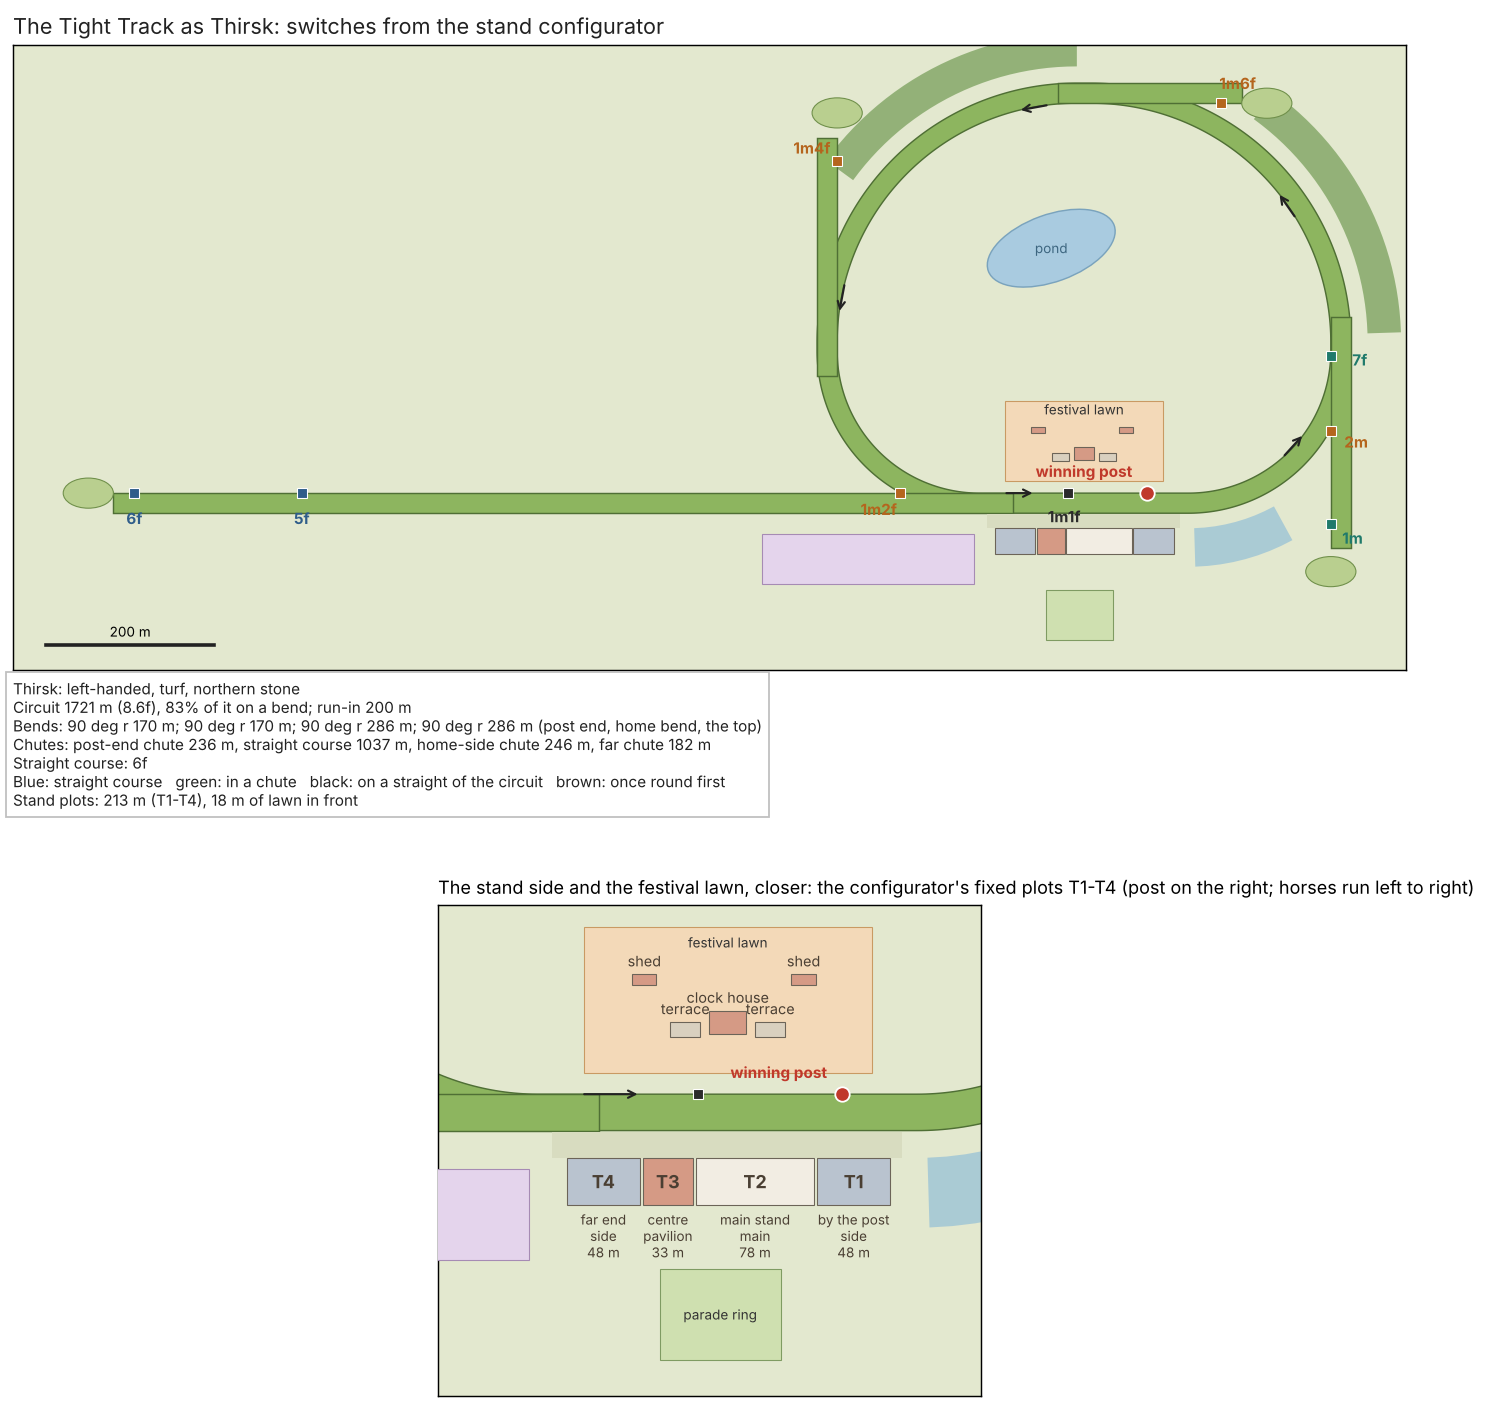 The Tight Track as Thirsk: switches from the stand configurator
1m6f
1m4f
pond
7f
festival lawn
2m
winning post
1m2f
1m1f
6f
5f
1m
200 m
Thirsk: left-handed, turf, northern stone
Circuit 1721 m (8.6f), 83% of it on a bend; run-in 200 m
Bends: 90 deg r 170 m; 90 deg r 170 m; 90 deg r 286 m; 90 deg r 286 m (post end, home bend, the top)
Chutes: post-end chute 236 m, straight course 1037 m, home-side chute 246 m, far chute 182 m
Straight course: 6f
Blue: straight course   green: in a chute   black: on a straight of the circuit   brown: once round first
Stand plots: 213 m (T1-T4), 18 m of lawn in front
The stand side and the festival lawn, closer: the configurator's fixed plots T1-T4 (post on the right; horses run left to right)
festival lawn
shed
shed
clock house
terrace
terrace
winning post
T4
T3
T2
T1
far end
side
48 m
centre
pavilion
33 m
main stand
main
78 m
by the post
side
48 m
parade ring